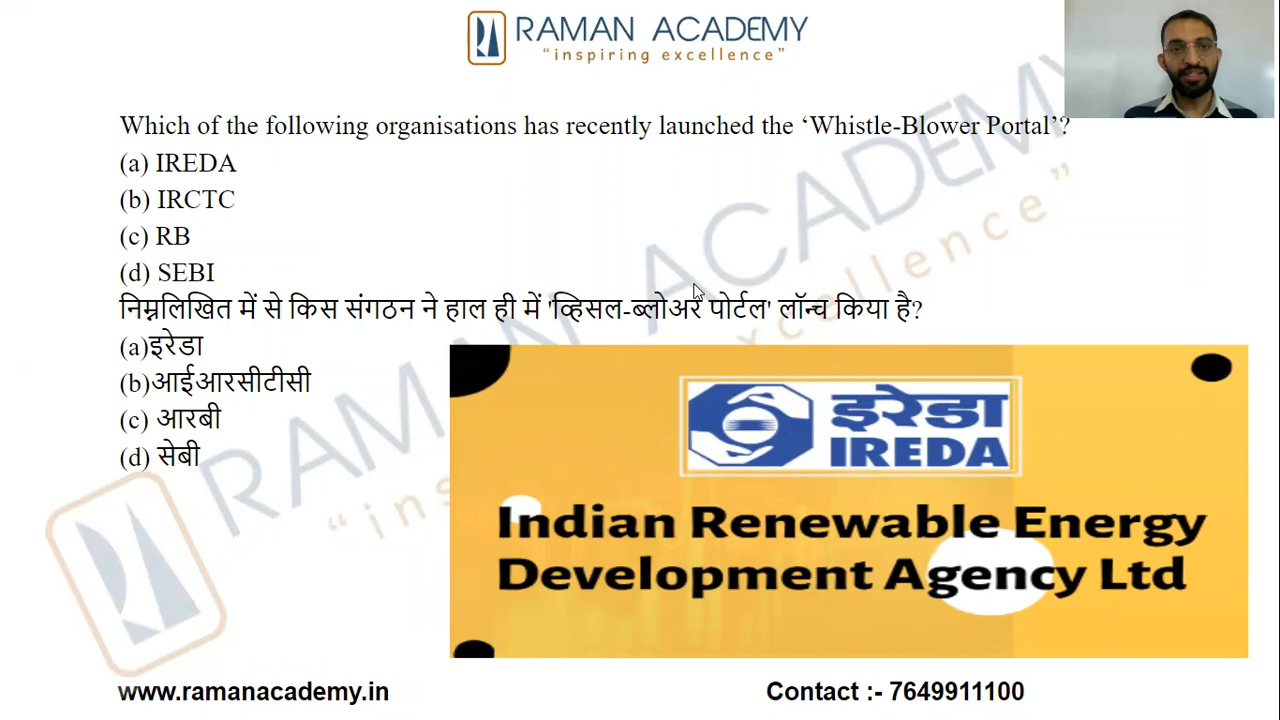 RAMAN ACADEMY
“inspiring excellence”
Which of the following organisations has recently launched the ‘Whistle-Blower Portal’?
(a) IREDA
(b) IRCTC
(c) RB
(d) SEBI
निम्नलिखित में से किस संगठन ने हाल ही में 'व्हिसल-ब्लोअर पोर्टल' लॉन्च किया है?
(a)इरेडा
(b)आईआरसीटीसी
(c) आरबी
(d) सेबी
इरेडा
IREDA
Indian Renewable Energy
Development Agency Ltd
RAMAN ACADEMY
www.ramanacademy.in
Contact :- 7649911100